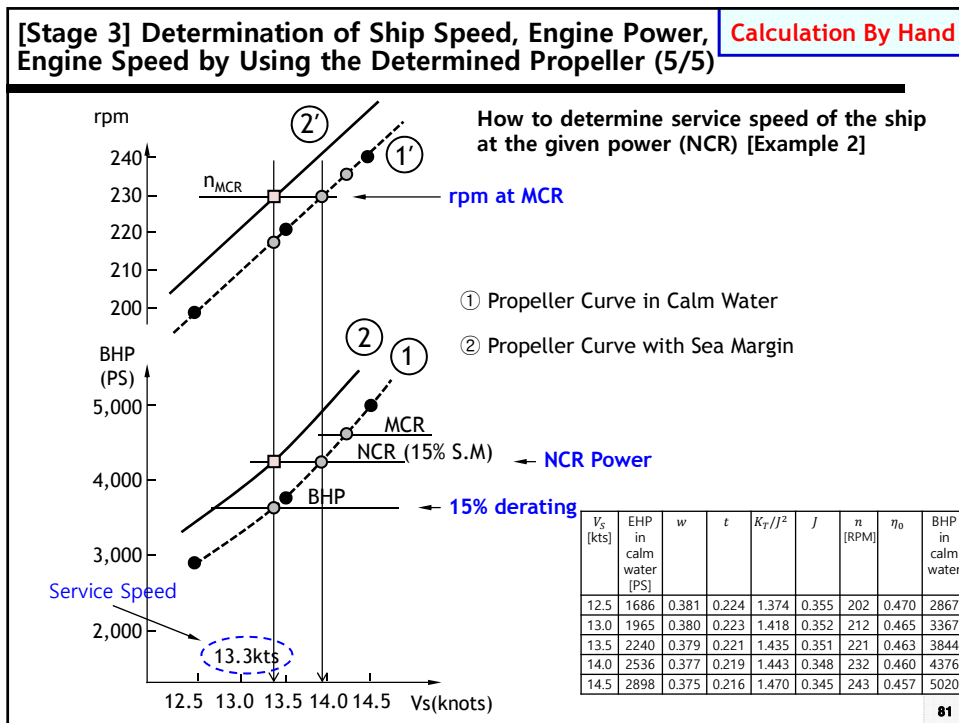 [Stage 3] Determination of Ship Speed, Engine Power,
Engine Speed by Using the Determined Propeller (5/5)
Calculation By Hand
How to determine service speed of the ship
at the given power (NCR) [Example 2]
rpm
240
230
220
210
200
n_MCR
②'
①'
rpm at MCR
① Propeller Curve in Calm Water
② Propeller Curve with Sea Margin
BHP
(PS)
5,000
4,000
3,000
2,000
②
①
MCR
NCR (15% S.M)
BHP
NCR Power
15% derating
Service Speed
13.3kts
12.5 13.0 13.5 14.0 14.5 Vs(knots)
V_S [kts] EHP in calm water [PS] w t K_T/J² J n [RPM] η₀ BHP in calm water
12.5 1686 0.381 0.224 1.374 0.355 202 0.470 2867
13.0 1965 0.380 0.223 1.418 0.352 212 0.465 3367
13.5 2240 0.379 0.221 1.435 0.351 221 0.463 3844
14.0 2536 0.377 0.219 1.443 0.348 232 0.460 4376
14.5 2898 0.375 0.216 1.470 0.345 243 0.457 5020
81